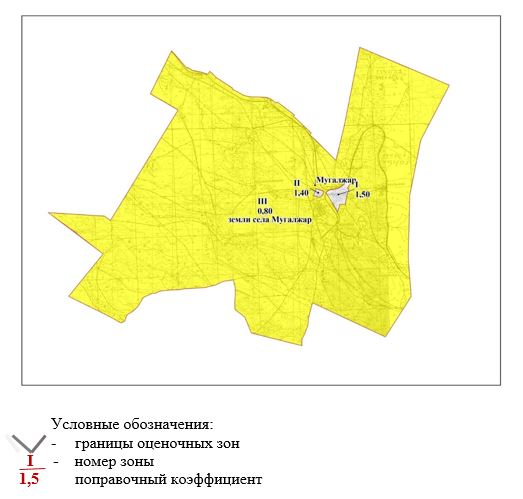 Мугалжар
II I
1,40 1,50
III
0,80
земли села Мугалжар
Условные обозначения:
- границы оценочных зон
I - номер зоны
1,5 поправочный коэффициент